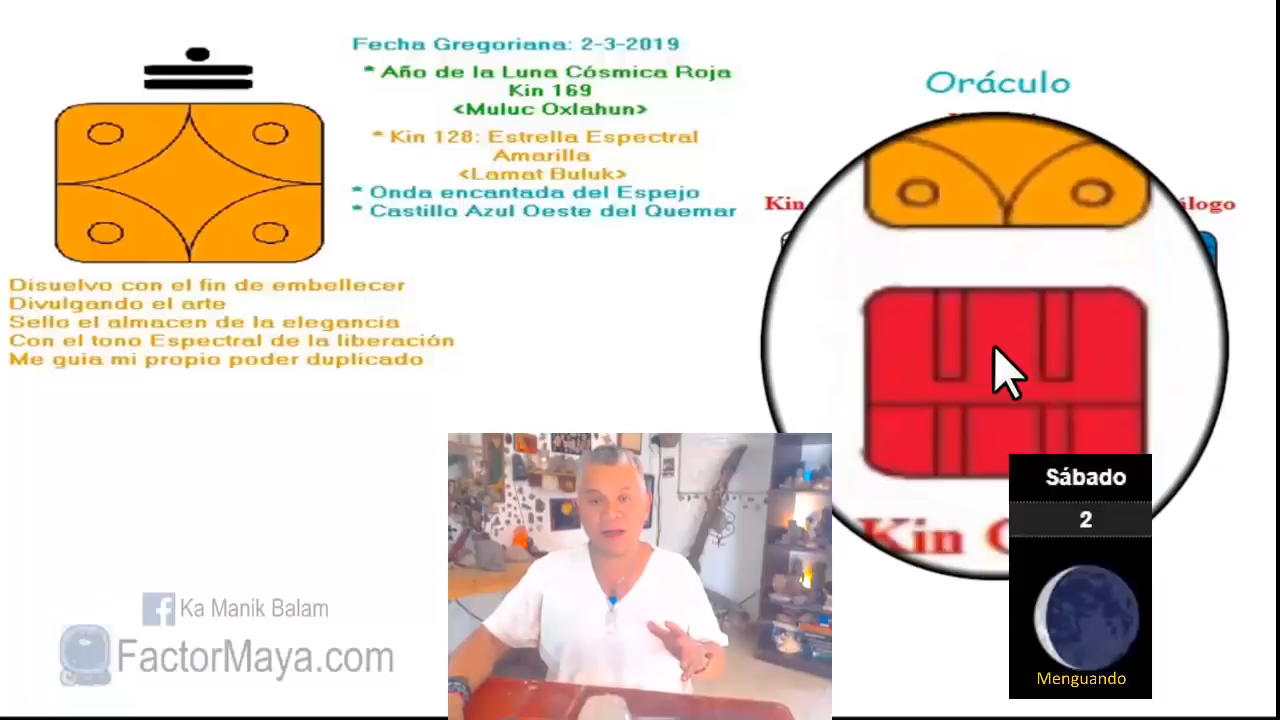 Fecha Gregoriana: 2-3-2019
* Año de la Luna Cósmica Roja
Kin 169
<Muluc Oxlahun>
* Kin 128: Estrella Espectral
Amarilla
<Lamat Buluk>
* Onda encantada del Espejo
* Castillo Azul Oeste del Quemar
Disuelvo con el fin de embellecer
Divulgando el arte
Sello el almacen de la elegancia
Con el tono Espectral de la liberación
Me guia mi propio poder duplicado
Oráculo
Kin
Kin
Sábado
2
Menguando
Ka Manik Balam
FactorMaya.com